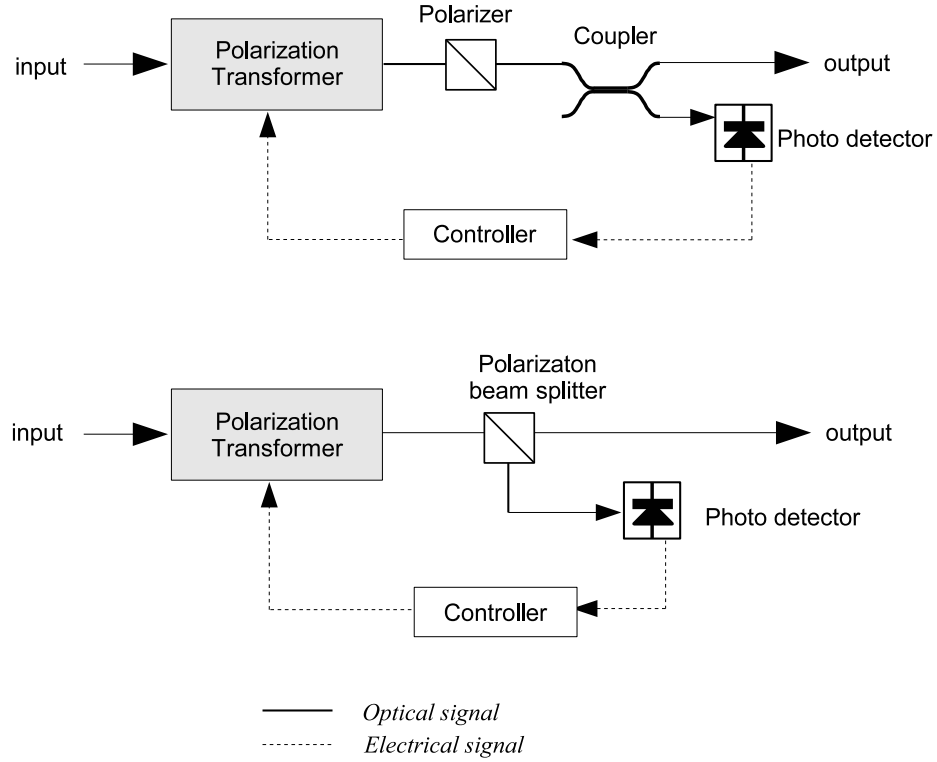 Polarizer
Coupler
input
Polarization
Transformer
output
Photo detector
Controller
Polarizaton
beam splitter
input
Polarization
Transformer
output
Photo detector
Controller
Optical signal
Electrical signal